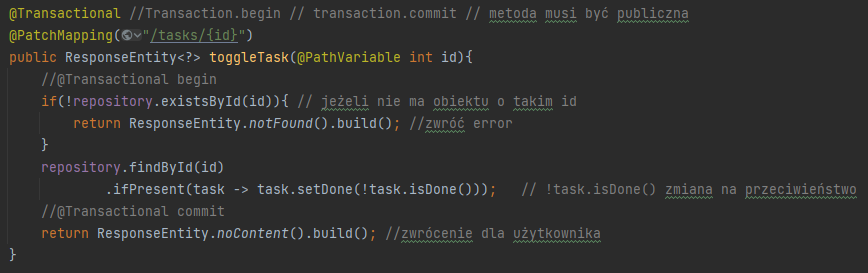 @Transactional //Transaction.begin // transaction.commit // metoda musi być publiczna
@PatchMapping("/tasks/{id}")
public ResponseEntity<?> toggleTask(@PathVariable int id){
//@Transactional begin
if(!repository.existsById(id)){ // jeżeli nie ma obiektu o takim id
return ResponseEntity.notFound().build(); //zwróć error
}
repository.findById(id)
.ifPresent(task -> task.setDone(!task.isDone())); // !task.isDone() zmiana na przeciwieństwo
//@Transactional commit
return ResponseEntity.noContent().build(); //zwrócenie dla użytkownika
}